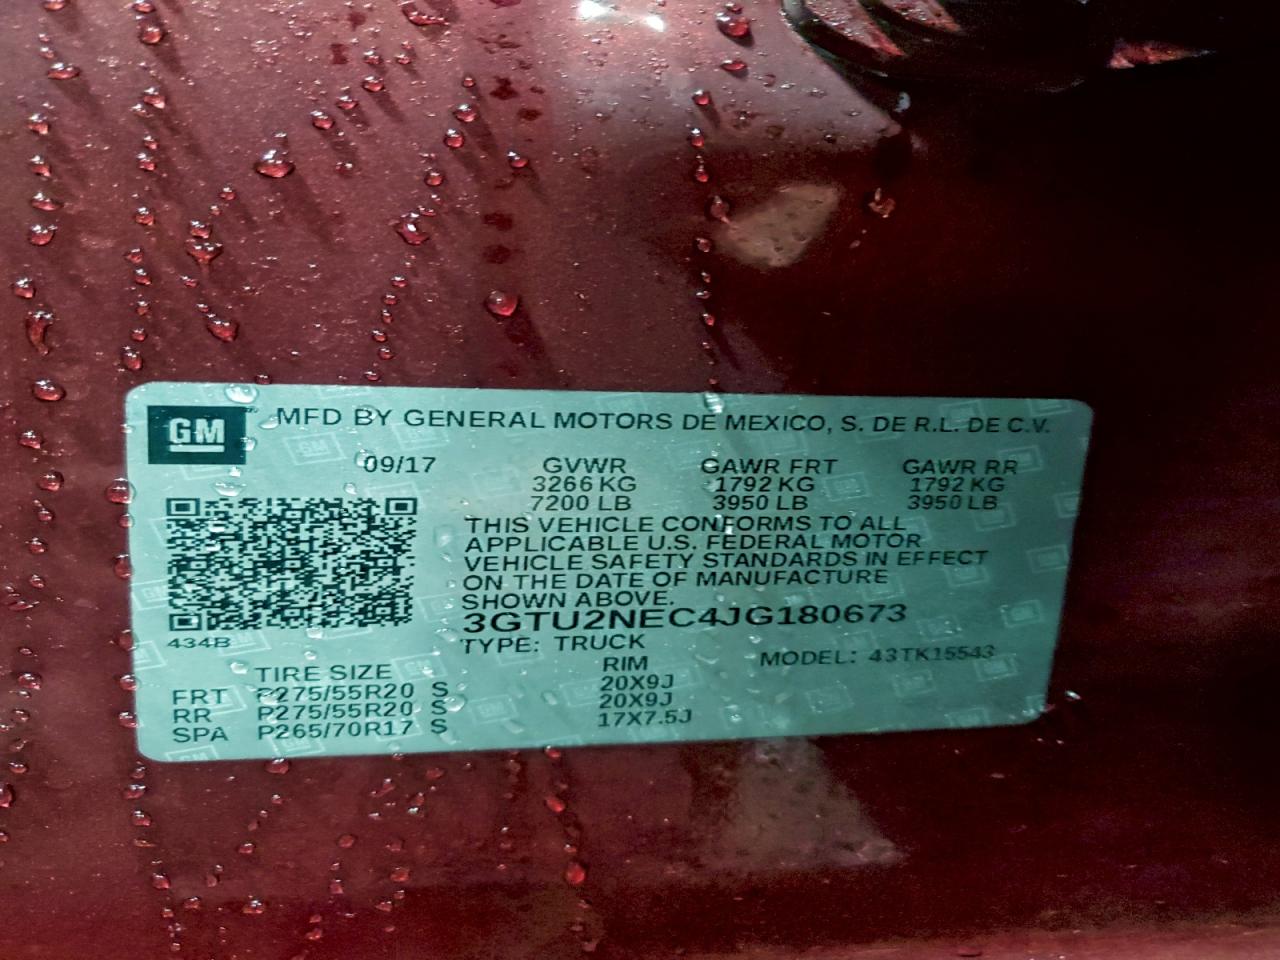 GM MFD BY GENERAL MOTORS DE MEXICO, S. DE R.L. DE C.V.
09/17 GVWR GAWR FRT GAWR RR
3266 KG 1792 KG 1792 KG
7200 LB 3950 LB 3950 LB
THIS VEHICLE CONFORMS TO ALL
APPLICABLE U.S. FEDERAL MOTOR
VEHICLE SAFETY STANDARDS IN EFFECT
ON THE DATE OF MANUFACTURE
SHOWN ABOVE.
3GTU2NEC4JG180673
434B
TYPE: TRUCK MODEL: 43TK15543
TIRE SIZE RIM
FRT P275/55R20 S 20X9J
RR P275/55R20 S 20X9J
SPA P265/70R17 S 17X7.5J